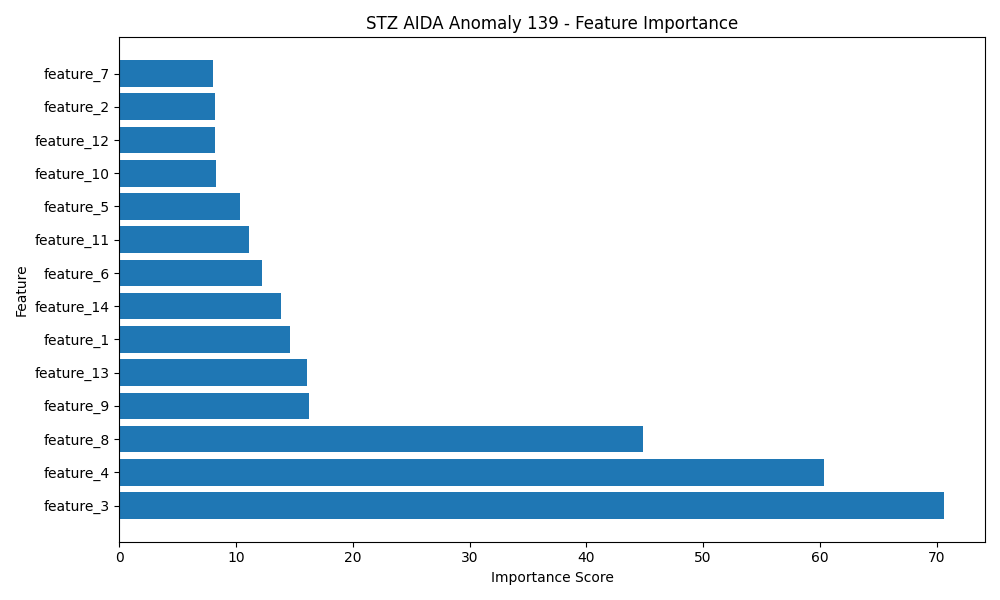 STZ AIDA Anomaly 139 - Feature Importance
feature_7
feature_2
feature_12
feature_10
feature_5
feature_11
feature_6
feature_14
feature_1
feature_13
feature_9
feature_8
feature_4
feature_3
Feature
0 10 20 30 40 50 60 70
Importance Score